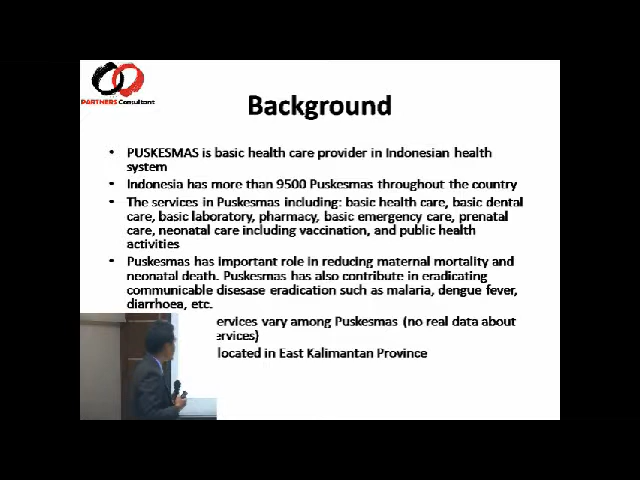 PARTNERS Consultant
Background
• PUSKESMAS is basic health care provider in Indonesian health
system
• Indonesia has more than 9500 Puskesmas throughout the country
• The services in Puskesmas including: basic health care, basic dental
care, basic laboratory, pharmacy, basic emergency care, prenatal
care, neonatal care including vaccination, and public health
activities
• Puskesmas has important role in reducing maternal mortality and
neonatal death. Puskesmas has also contribute in eradicating
communicable disesase eradication such as malaria, dengue fever,
diarrhoea, etc.
ervices vary among Puskesmas (no real data about
ervices)
located in East Kalimantan Province